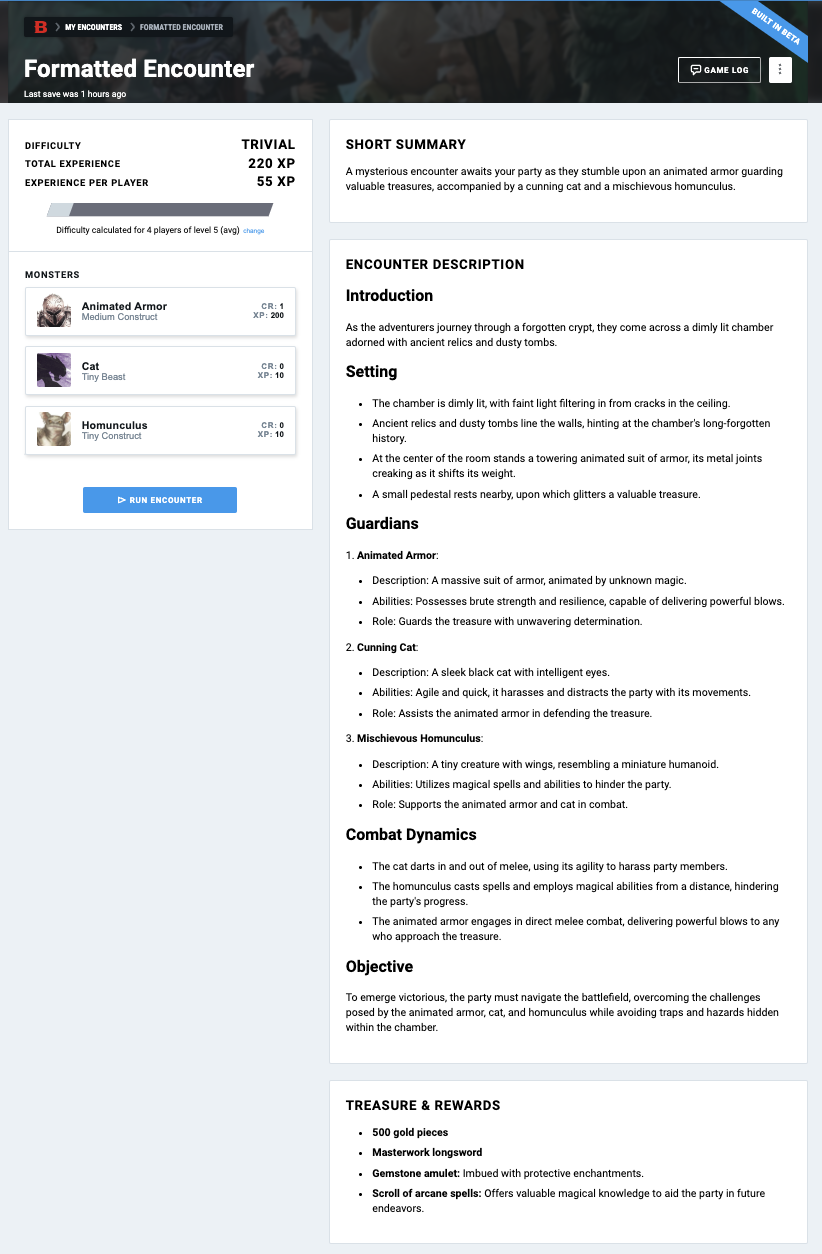 B
MY ENCOUNTERS
FORMATTED ENCOUNTER
BUILT IN BETA
Formatted Encounter
GAME LOG
Last save was 1 hours ago
DIFFICULTY TRIVIAL
TOTAL EXPERIENCE 220 XP
EXPERIENCE PER PLAYER 55 XP
Difficulty calculated for 4 players of level 5 (avg) change
MONSTERS
Animated Armor
Medium Construct
CR: 1
XP: 200
Cat
Tiny Beast
CR: 0
XP: 10
Homunculus
Tiny Construct
CR: 0
XP: 10
RUN ENCOUNTER
SHORT SUMMARY
A mysterious encounter awaits your party as they stumble upon an animated armor guarding
valuable treasures, accompanied by a cunning cat and a mischievous homunculus.
ENCOUNTER DESCRIPTION
Introduction
As the adventurers journey through a forgotten crypt, they come across a dimly lit chamber
adorned with ancient relics and dusty tombs.
Setting
• The chamber is dimly lit, with faint light filtering in from cracks in the ceiling.
• Ancient relics and dusty tombs line the walls, hinting at the chamber's long-forgotten
history.
• At the center of the room stands a towering animated suit of armor, its metal joints
creaking as it shifts its weight.
• A small pedestal rests nearby, upon which glitters a valuable treasure.
Guardians
1. Animated Armor:
• Description: A massive suit of armor, animated by unknown magic.
• Abilities: Possesses brute strength and resilience, capable of delivering powerful blows.
• Role: Guards the treasure with unwavering determination.
2. Cunning Cat:
• Description: A sleek black cat with intelligent eyes.
• Abilities: Agile and quick, it harasses and distracts the party with its movements.
• Role: Assists the animated armor in defending the treasure.
3. Mischievous Homunculus:
• Description: A tiny creature with wings, resembling a miniature humanoid.
• Abilities: Utilizes magical spells and abilities to hinder the party.
• Role: Supports the animated armor and cat in combat.
Combat Dynamics
• The cat darts in and out of melee, using its agility to harass party members.
• The homunculus casts spells and employs magical abilities from a distance, hindering
the party's progress.
• The animated armor engages in direct melee combat, delivering powerful blows to any
who approach the treasure.
Objective
To emerge victorious, the party must navigate the battlefield, overcoming the challenges
posed by the animated armor, cat, and homunculus while avoiding traps and hazards hidden
within the chamber.
TREASURE & REWARDS
• 500 gold pieces
• Masterwork longsword
• Gemstone amulet: Imbued with protective enchantments.
• Scroll of arcane spells: Offers valuable magical knowledge to aid the party in future
endeavors.